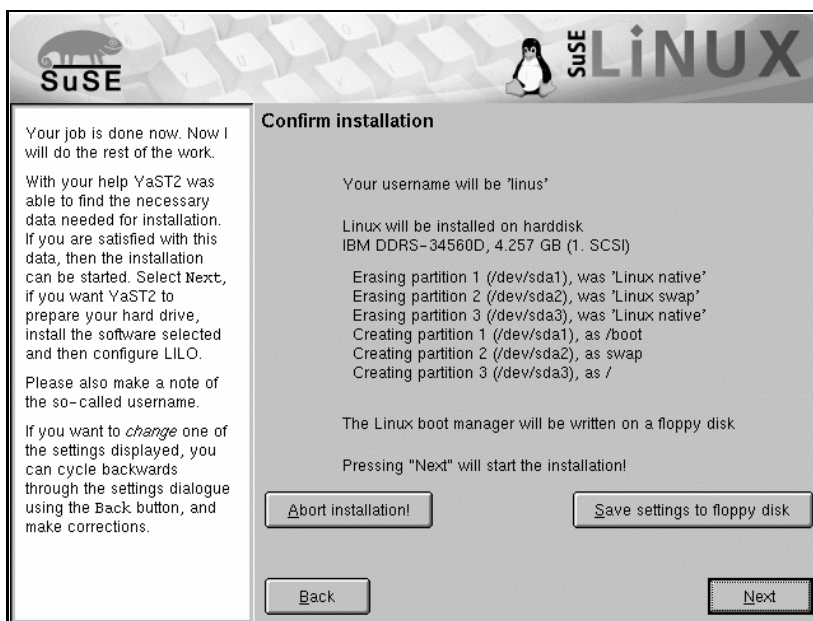 SuSE
SuSE LiNUX
Your job is done now. Now I
will do the rest of the work.
With your help YaST2 was
able to find the necessary
data needed for installation.
If you are satisfied with this
data, then the installation
can be started. Select Next,
if you want YaST2 to
prepare your hard drive,
install the software selected
and then configure LILO.
Please also make a note of
the so-called username.
If you want to change one of
the settings displayed, you
can cycle backwards
through the settings dialogue
using the Back button, and
make corrections.
Confirm installation
Your username will be 'linus'
Linux will be installed on harddisk
IBM DDRS-34560D, 4.257 GB (1. SCSI)
Erasing partition 1 (/dev/sda1), was 'Linux native'
Erasing partition 2 (/dev/sda2), was 'Linux swap'
Erasing partition 3 (/dev/sda3), was 'Linux native'
Creating partition 1 (/dev/sda1), as /boot
Creating partition 2 (/dev/sda2), as swap
Creating partition 3 (/dev/sda3), as /
The Linux boot manager will be written on a floppy disk
Pressing "Next" will start the installation!
Abort installation!
Save settings to floppy disk
Back
Next